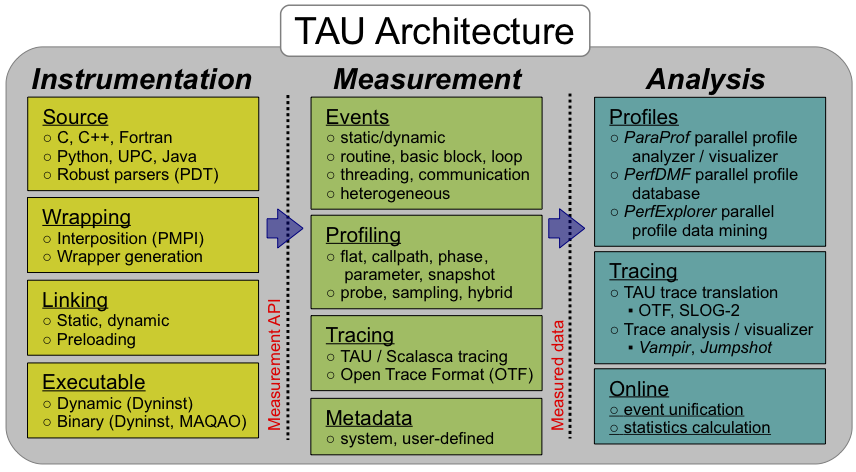 TAU Architecture
Instrumentation
Source
○ C, C++, Fortran
○ Python, UPC, Java
○ Robust parsers (PDT)
Wrapping
○ Interposition (PMPI)
○ Wrapper generation
Linking
○ Static, dynamic
○ Preloading
Executable
○ Dynamic (Dyninst)
○ Binary (Dyninst, MAQAO)
Measurement API
Measurement
Events
○ static/dynamic
○ routine, basic block, loop
○ threading, communication
○ heterogeneous
Profiling
○ flat, callpath, phase,
parameter, snapshot
○ probe, sampling, hybrid
Tracing
○ TAU / Scalasca tracing
○ Open Trace Format (OTF)
Metadata
○ system, user-defined
Measured data
Analysis
Profiles
○ ParaProf parallel profile
analyzer / visualizer
○ PerfDMF parallel profile
database
○ PerfExplorer parallel
profile data mining
Tracing
○ TAU trace translation
▪ OTF, SLOG-2
○ Trace analysis / visualizer
▪ Vampir, Jumpshot
Online
○ event unification
○ statistics calculation